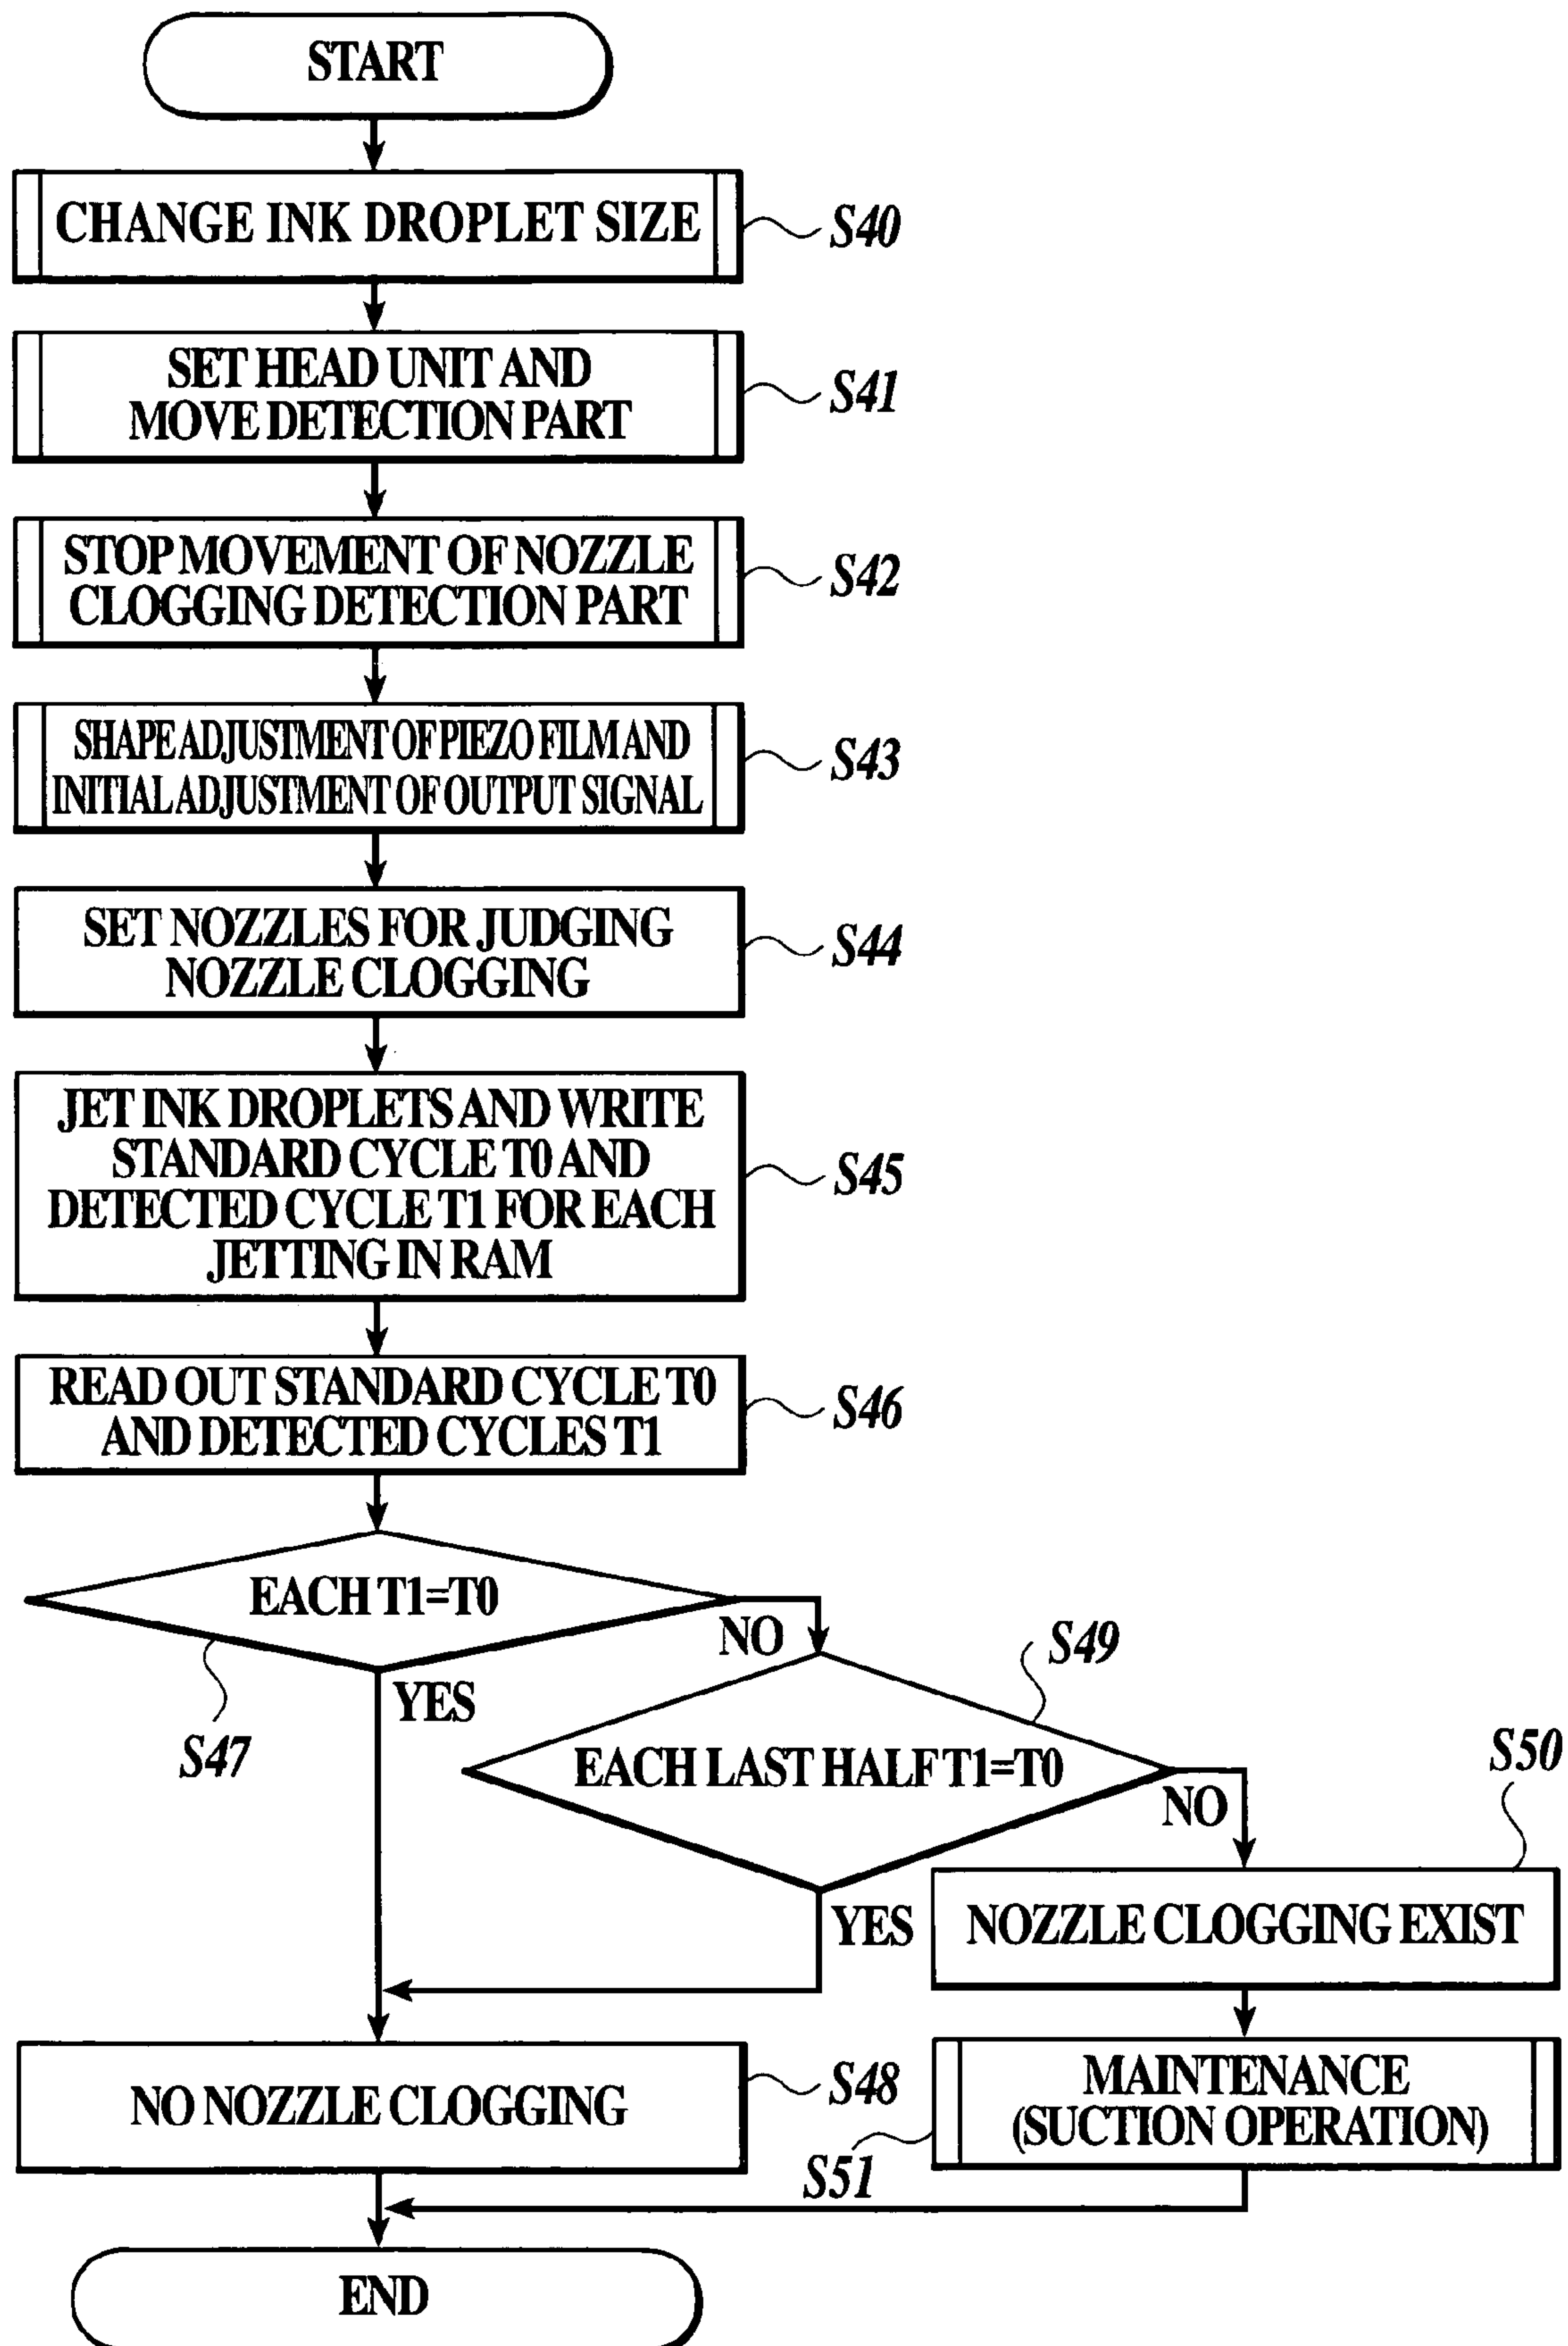 START
CHANGE INK DROPLET SIZE
S40
SET HEAD UNIT AND
MOVE DETECTION PART
S41
STOP MOVEMENT OF NOZZLE
CLOGGING DETECTION PART
S42
SHAPE ADJUSTMENT OF PIEZO FILM AND
INITIAL ADJUSTMENT OF OUTPUT SIGNAL
S43
SET NOZZLES FOR JUDGING
NOZZLE CLOGGING
S44
JET INK DROPLETS AND WRITE
STANDARD CYCLE T0 AND
DETECTED CYCLE T1 FOR EACH
JETTING IN RAM
S45
READ OUT STANDARD CYCLE T0
AND DETECTED CYCLES T1
S46
EACH T1=T0
NO
YES
S47
S49
EACH LAST HALF T1=T0
NO
YES
S50
NOZZLE CLOGGING EXIST
NO NOZZLE CLOGGING
S48
MAINTENANCE
(SUCTION OPERATION)
S51
END